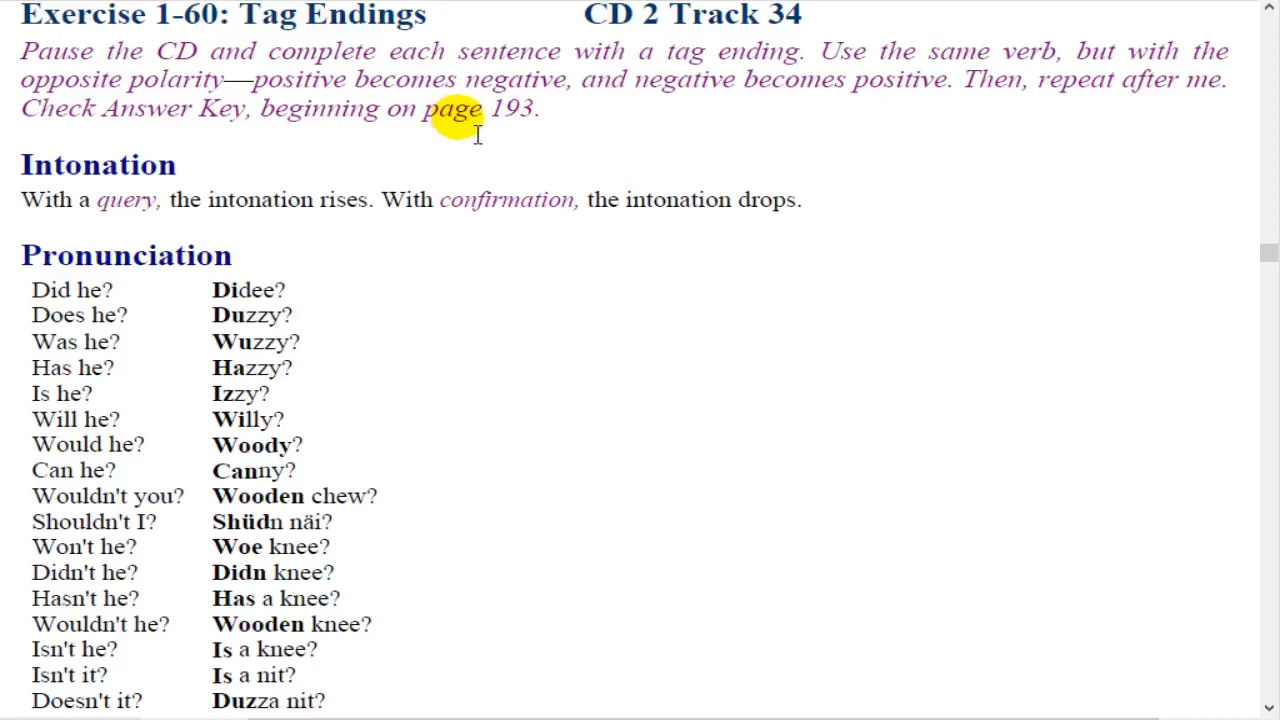 Exercise 1-60: Tag Endings CD 2 Track 34
Pause the CD and complete each sentence with a tag ending. Use the same verb, but with the
opposite polarity—positive becomes negative, and negative becomes positive. Then, repeat after me.
Check Answer Key, beginning on page 193.
Intonation
With a query, the intonation rises. With confirmation, the intonation drops.
Pronunciation
Did he? Didee?
Does he? Duzzy?
Was he? Wuzzy?
Has he? Hazzy?
Is he? Izzy?
Will he? Willy?
Would he? Woody?
Can he? Canny?
Wouldn't you? Wooden chew?
Shouldn't I? Shüdn näi?
Won't he? Woe knee?
Didn't he? Didn knee?
Hasn't he? Has a knee?
Wouldn't he? Wooden knee?
Isn't he? Is a knee?
Isn't it? Is a nit?
Doesn't it? Duzza nit?